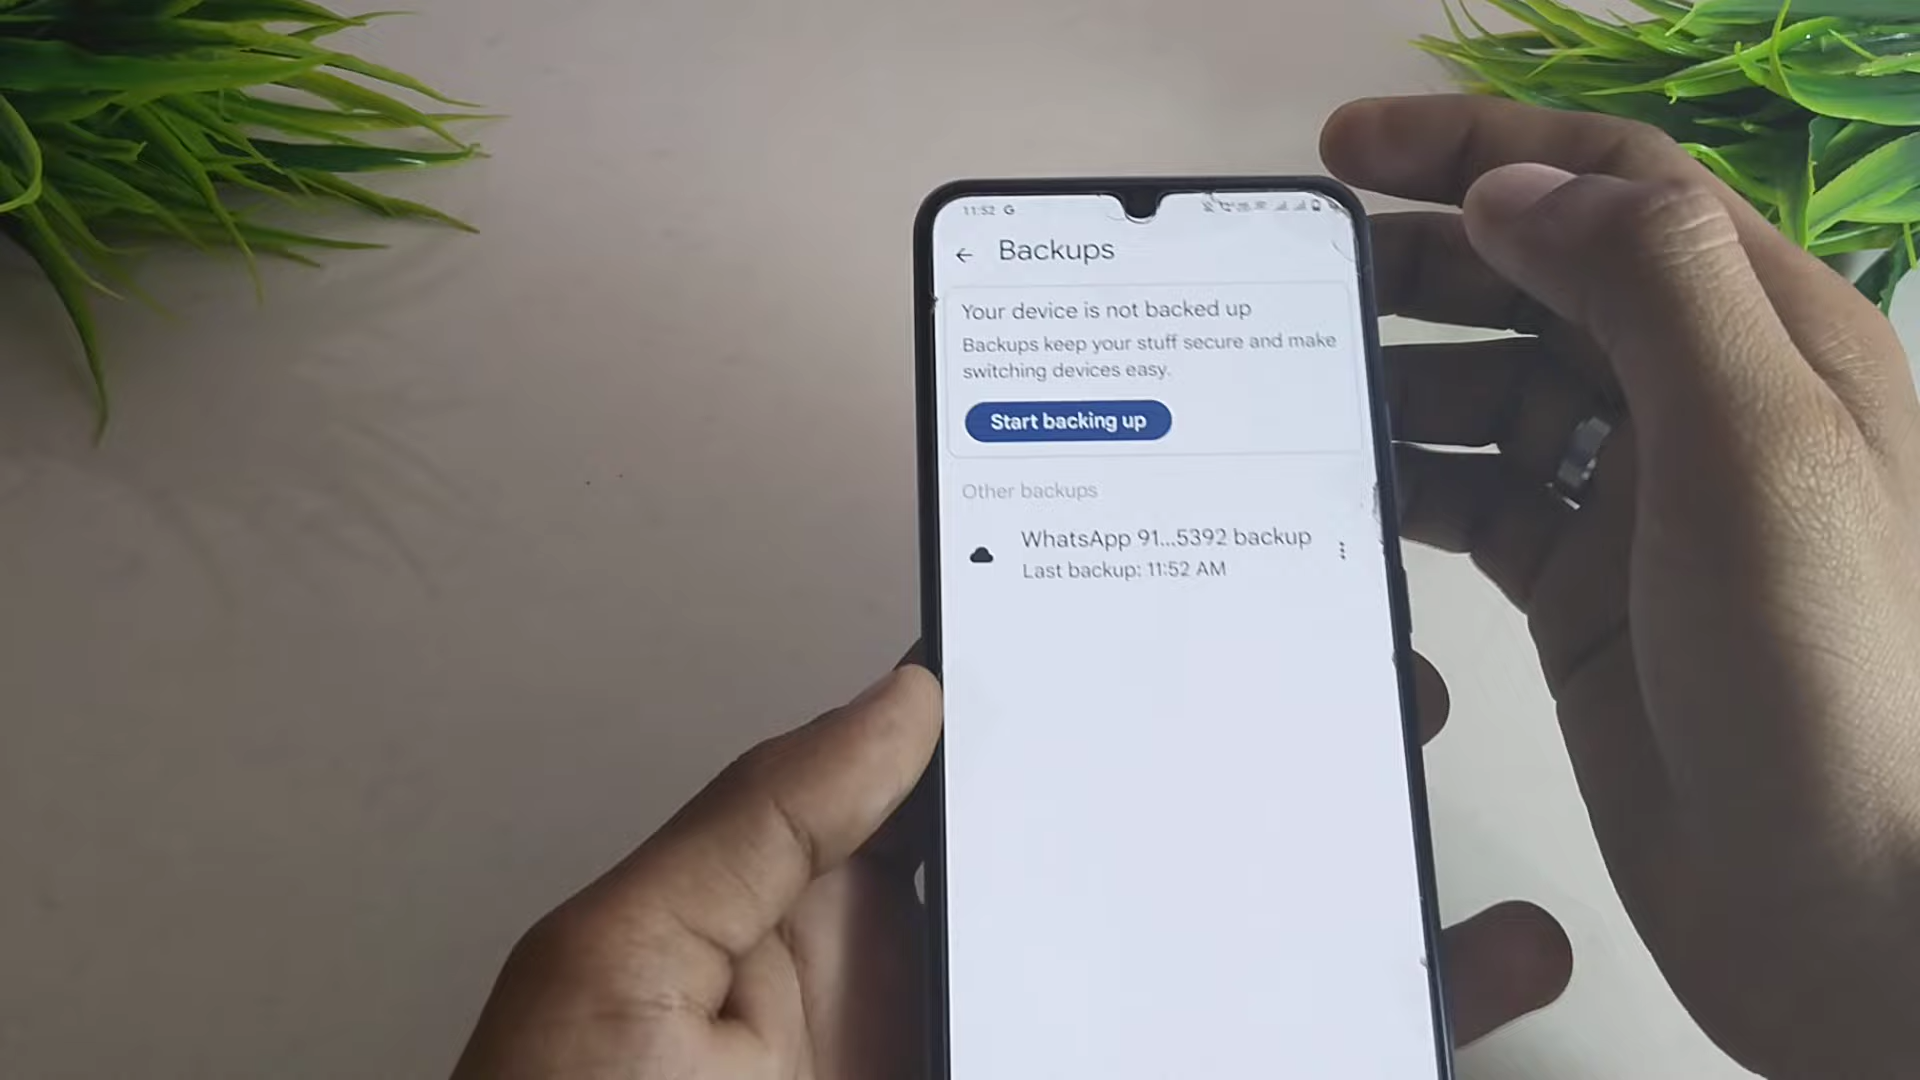 11:52 G
Backups
Your device is not backed up
Backups keep your stuff secure and make
switching devices easy.
Start backing up
Other backups
WhatsApp 91...5392 backup
Last backup: 11:52 AM